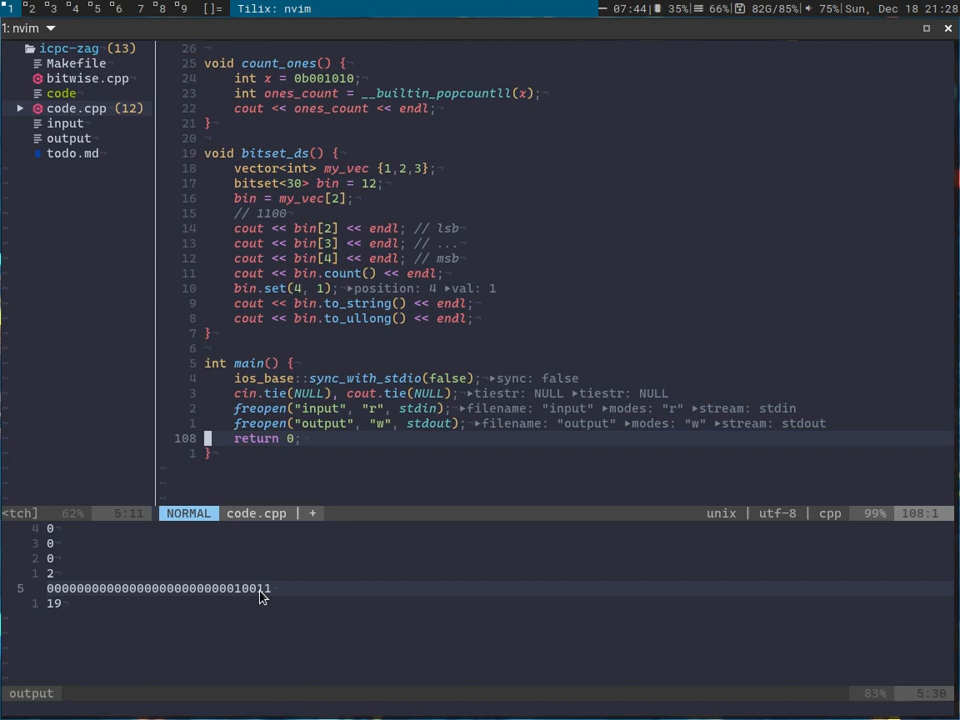 1 2 3 4 5 6 7 8 9 []= Tilix: nvim 07:44 35% 66% 82G/85% 75% Sun, Dec 18 21:28
1: nvim
icpc-zag (13)
Makefile
bitwise.cpp
code
code.cpp (12)
input
output
todo.md
26
25 void count_ones() {
24 int x = 0b001010;
23 int ones_count = __builtin_popcountll(x);
22 cout << ones_count << endl;
21 }
20
19 void bitset_ds() {
18 vector<int> my_vec {1,2,3};
17 bitset<30> bin = 12;
16 bin = my_vec[2];
15 // 1100
14 cout << bin[2] << endl; // lsb
13 cout << bin[3] << endl; // ...
12 cout << bin[4] << endl; // msb
11 cout << bin.count() << endl;
10 bin.set(4, 1); ▸position: 4 ▸val: 1
9 cout << bin.to_string() << endl;
8 cout << bin.to_ullong() << endl;
7 }
6
5 int main() {
4 ios_base::sync_with_stdio(false); ▸sync: false
3 cin.tie(NULL), cout.tie(NULL); ▸tiestr: NULL ▸tiestr: NULL
2 freopen("input", "r", stdin); ▸filename: "input" ▸modes: "r" ▸stream: stdin
1 freopen("output", "w", stdout); ▸filename: "output" ▸modes: "w" ▸stream: stdout
108 return 0;
1 }
<tch] 62% 5:11 NORMAL code.cpp | + unix | utf-8 | cpp 99% 108:1
4 0
3 0
2 0
1 2
5 000000000000000000000000010011
1 19
output 83% 5:30